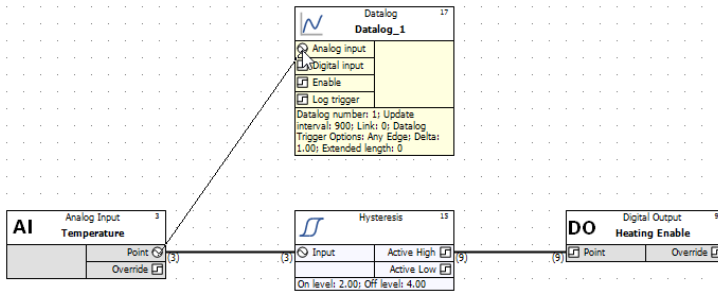 Datalog 17
Datalog_1
Analog input
Digital input
Enable
Log trigger
Datalog number: 1; Update
interval: 900; Link: 0; Datalog
Trigger Options: Any Edge; Delta:
1.00; Extended length: 0
AI
Analog Input 3
Temperature
Point
Override
(3)
(3)
Hysteresis 15
Input
Active High
Active Low
On level: 2.00; Off level: 4.00
(9)
(9)
DO
Digital Output 9
Heating Enable
Point
Override